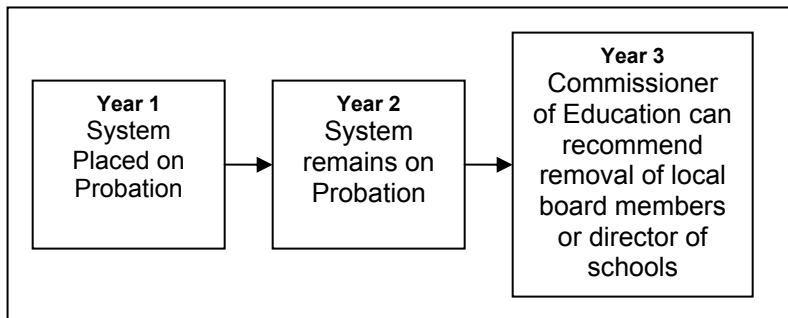 Year 1
System
Placed on
Probation
Year 2
System
remains on
Probation
Year 3
Commissioner
of Education can
recommend
removal of local
board members
or director of
schools